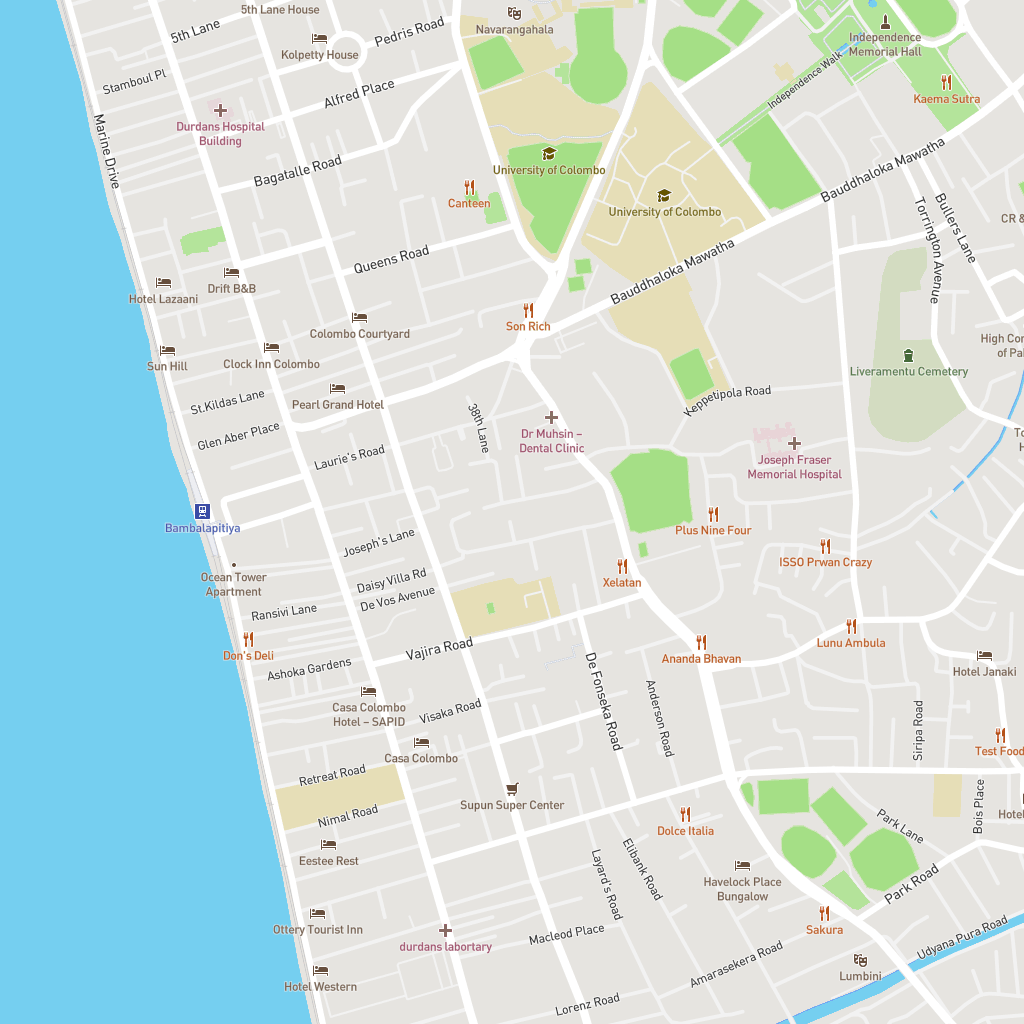 5th Lane House
5th Lane
Kolpetty House
Pedris Road
Navarangahala
Independence
Memorial Hall
Stamboul Pl
Alfred Place
Independence Walk
Kaema Sutra
Durdans Hospital
Building
Marine Drive
Bagatalle Road
University of Colombo
Canteen
University of Colombo
Bauddhaloka Mawatha
Torrington Avenue
Bullers Lane
CR &
Queens Road
Bauddhaloka Mawatha
Drift B&B
Hotel Lazaani
Colombo Courtyard
Son Rich
Sun Hill
Clock Inn Colombo
High Con
of Pal
Liveramentu Cemetery
St.Kildas Lane
Pearl Grand Hotel
Keppetipola Road
Glen Aber Place
38th Lane
Dr Muhsin –
Dental Clinic
To
H
Laurie's Road
Joseph Fraser
Memorial Hospital
Bambalapitiya
Plus Nine Four
Joseph's Lane
ISSO Prwan Crazy
Ocean Tower
Apartment
Daisy Villa Rd
De Vos Avenue
Xelatan
Ransivi Lane
Don's Deli
Vajira Road
Ananda Bhavan
Lunu Ambula
Ashoka Gardens
De Fonseka Road
Anderson Road
Hotel Janaki
Casa Colombo
Hotel – SAPID
Visaka Road
Siripa Road
Casa Colombo
Test Food
Retreat Road
Supun Super Center
Nimal Road
Dolce Italia
Park Lane
Bois Place
Hotel
Eestee Rest
Layard's Road
Elibank Road
Havelock Place
Bungalow
Park Road
Ottery Tourist Inn
durdans labortary
Macleod Place
Sakura
Udyana Pura Road
Hotel Western
Amarasekera Road
Lumbini
Lorenz Road